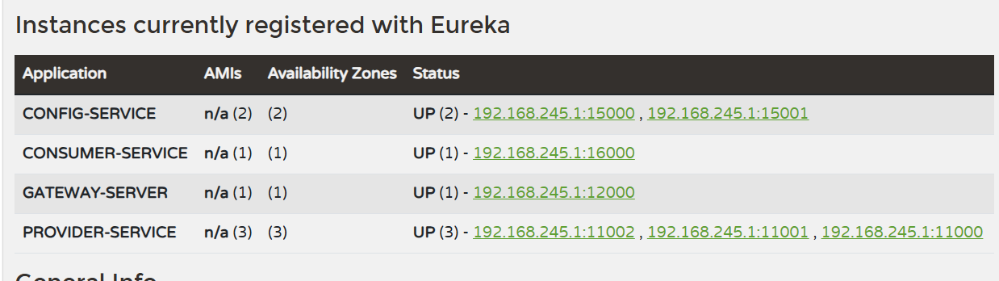 Instances currently registered with Eureka
Application AMIs Availability Zones Status
CONFIG-SERVICE n/a (2) (2) UP (2) - 192.168.245.1:15000 , 192.168.245.1:15001
CONSUMER-SERVICE n/a (1) (1) UP (1) - 192.168.245.1:16000
GATEWAY-SERVER n/a (1) (1) UP (1) - 192.168.245.1:12000
PROVIDER-SERVICE n/a (3) (3) UP (3) - 192.168.245.1:11002 , 192.168.245.1:11001 , 192.168.245.1:11000
General Info